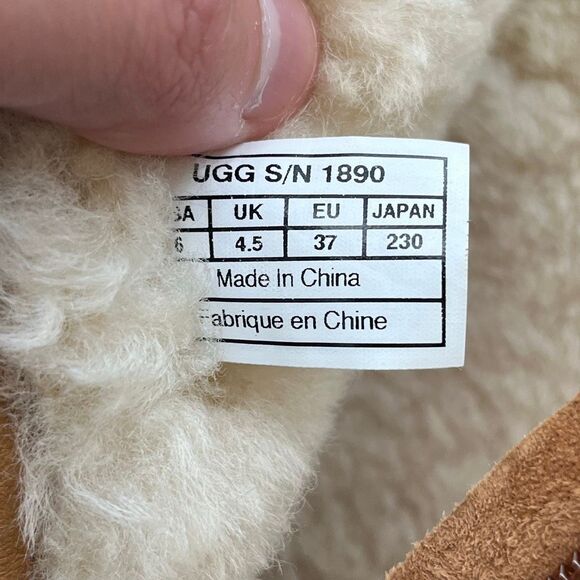 UGG S/N 1890
SA UK EU JAPAN
6 4.5 37 230
Made In China
Fabrique en Chine